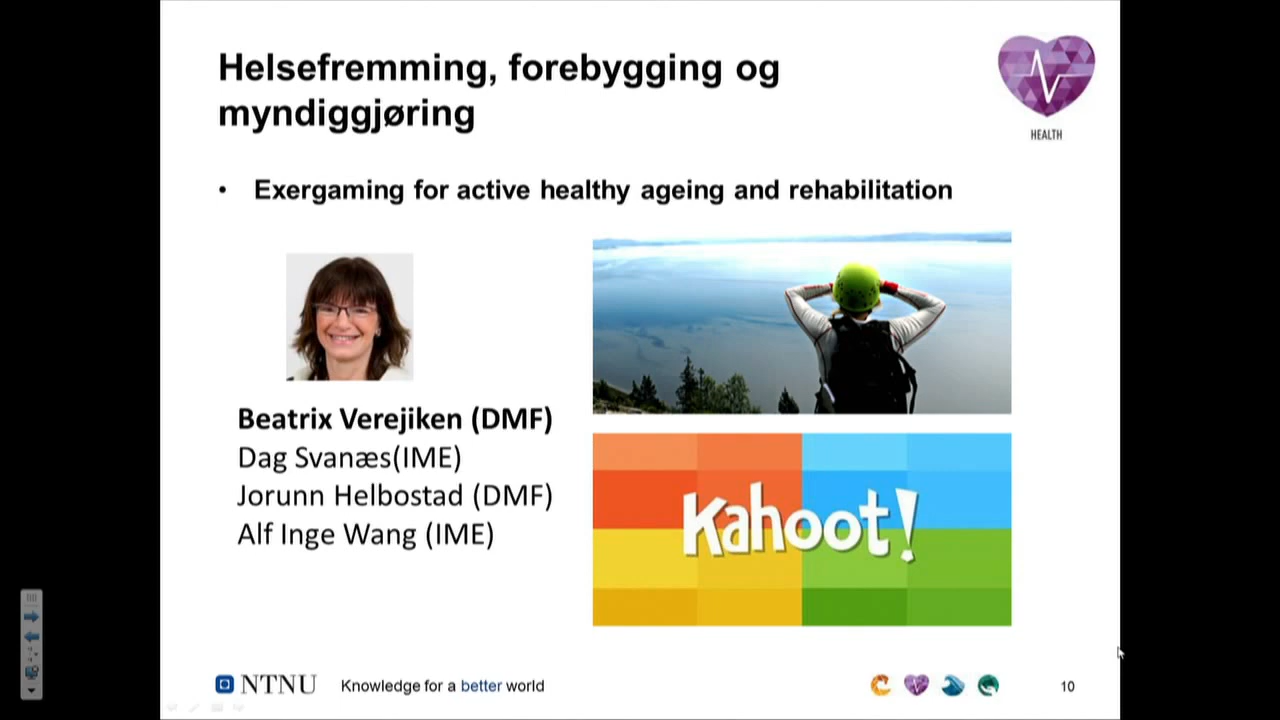 Helsefremming, forebygging og
myndiggjøring
HEALTH
• Exergaming for active healthy ageing and rehabilitation
Beatrix Verejiken (DMF)
Dag Svanæs(IME)
Jorunn Helbostad (DMF)
Alf Inge Wang (IME)
Kahoot!
NTNU Knowledge for a better world
10